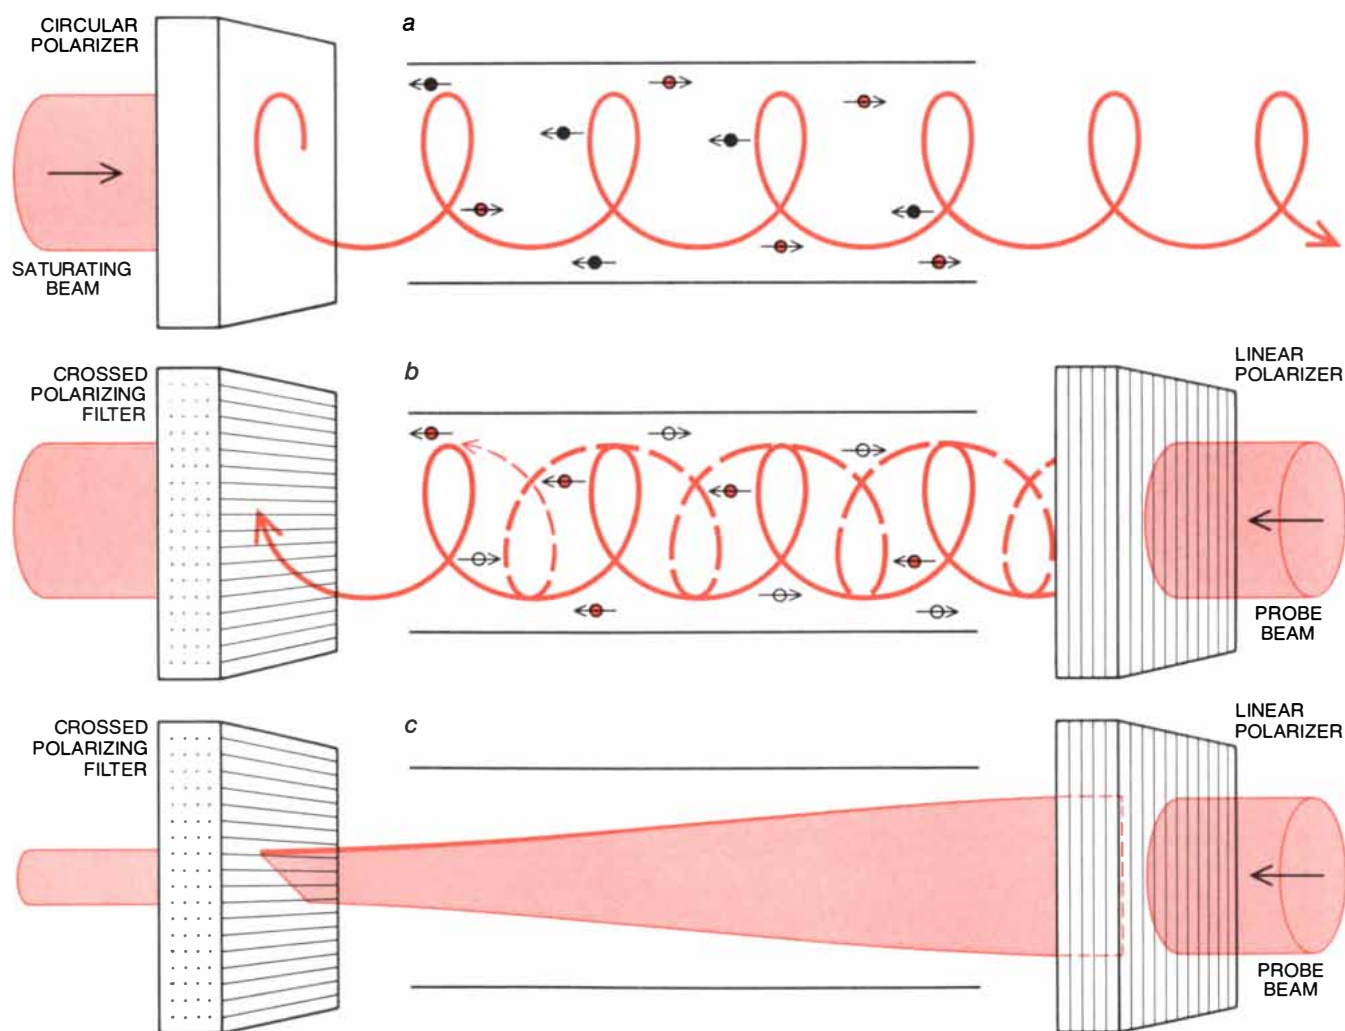 CIRCULAR
POLARIZER
a
SATURATING
BEAM
CROSSED
POLARIZING
FILTER
b
LINEAR
POLARIZER
PROBE
BEAM
CROSSED
POLARIZING
FILTER
c
LINEAR
POLARIZER
PROBE
BEAM